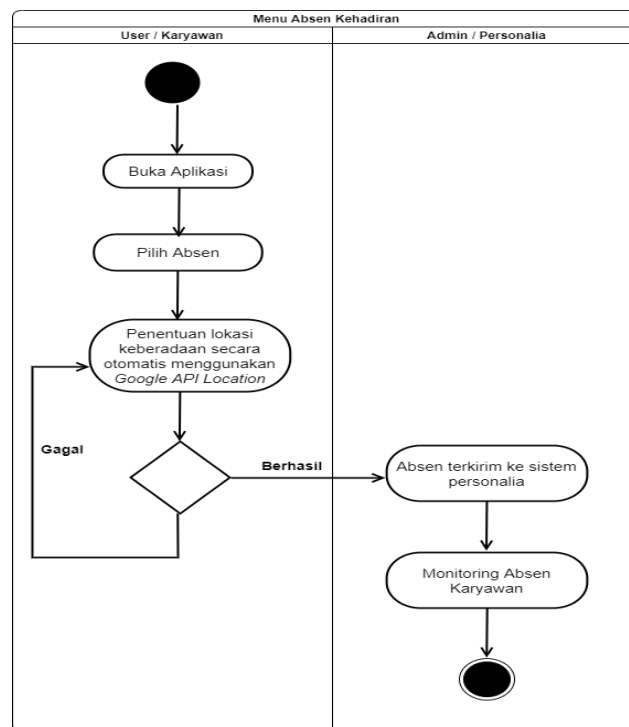 Menu Absen Kehadiran
User / Karyawan
Admin / Personalia
Buka Aplikasi
Pilih Absen
Penentuan lokasi
keberadaan secara
otomatis menggunakan
Google API Location
Gagal
Berhasil
Absen terkirim ke sistem
personalia
Monitoring Absen
Karyawan